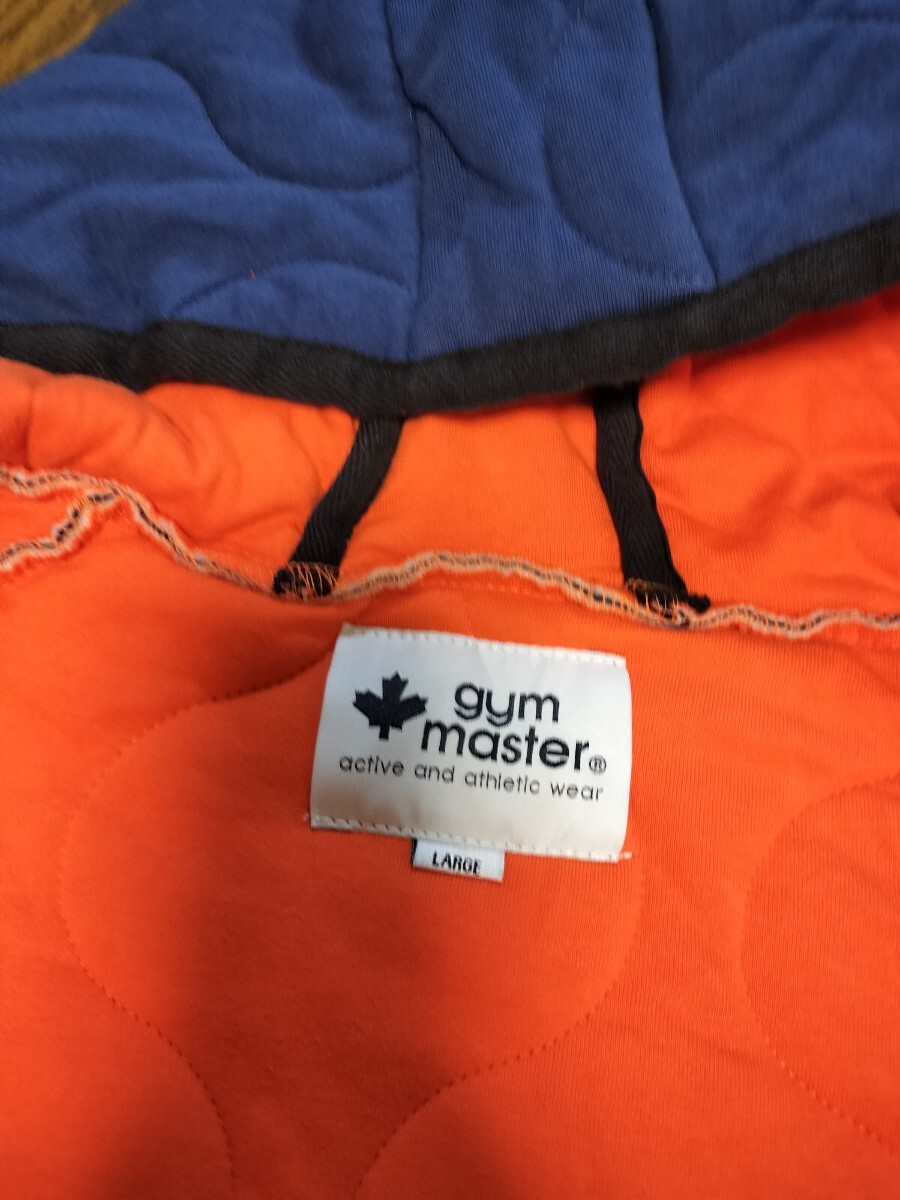 gym
master®
active and athletic wear
LARGE